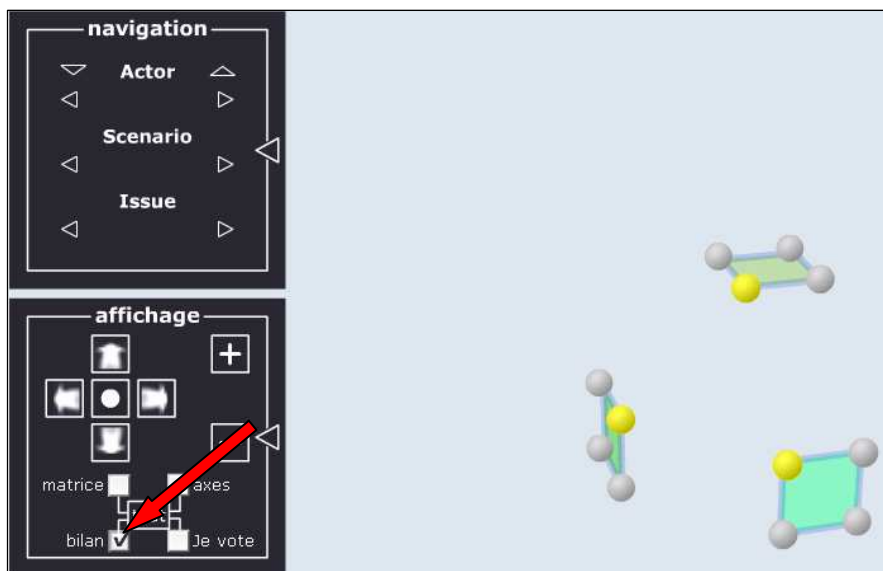 navigation
Actor
Scenario
Issue
affichage
matrice axes
bilan Je vote